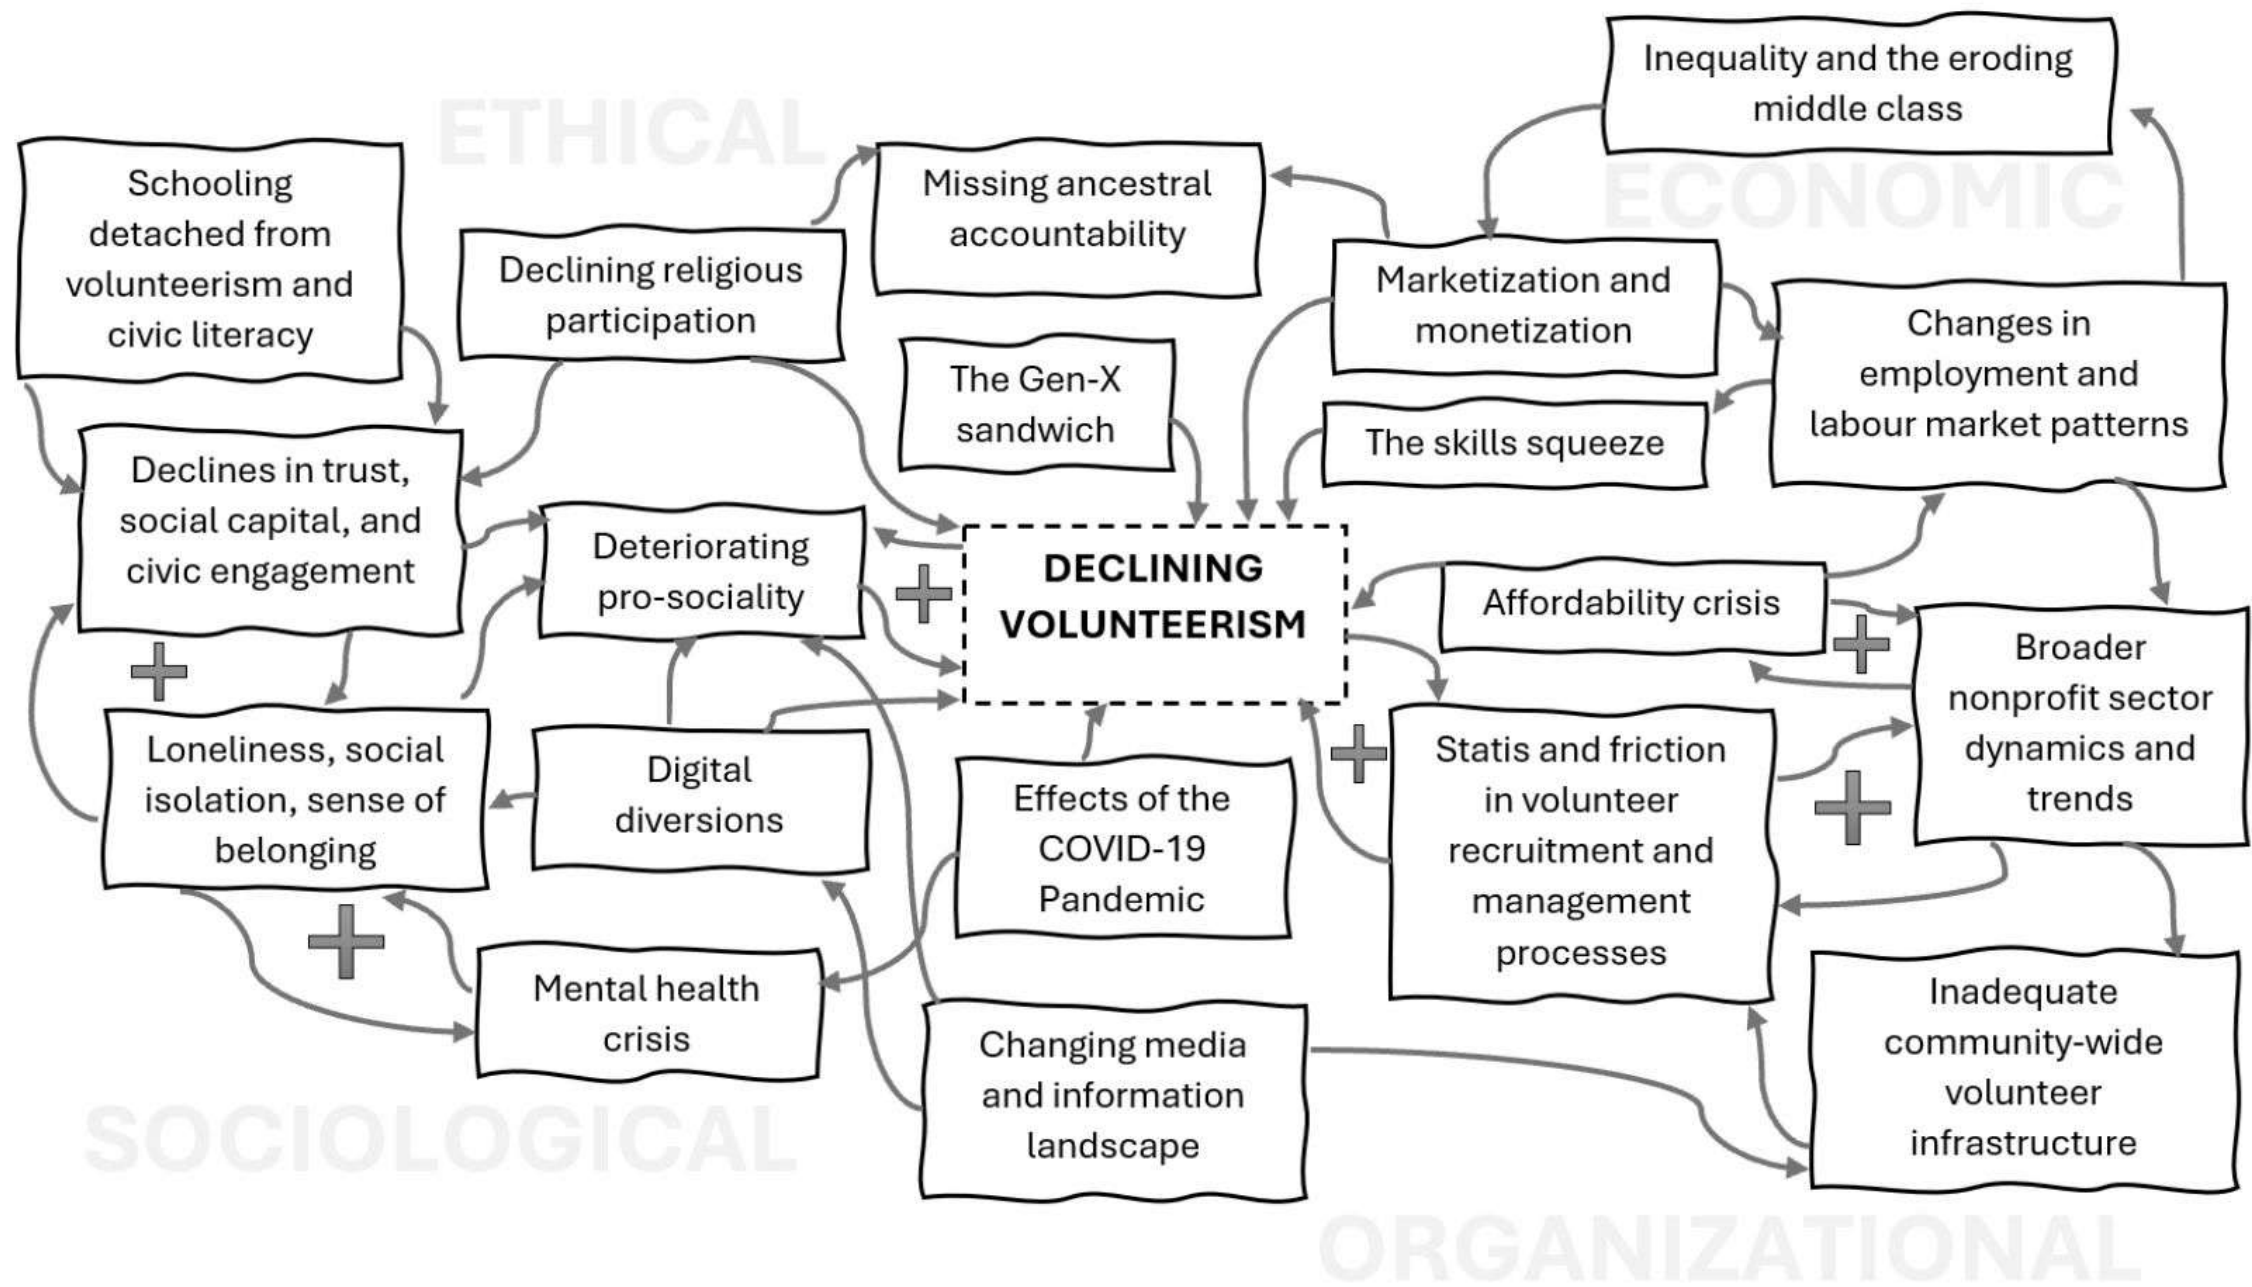 Inequality and the eroding
middle class
ETHICAL
Schooling
detached from
volunteerism and
civic literacy
Missing ancestral
accountability
ECONOMIC
Declining religious
participation
Marketization and
monetization
Changes in
employment and
labour market patterns
The Gen-X
sandwich
The skills squeeze
Declines in trust,
social capital, and
civic engagement
Deteriorating
pro-sociality
+
DECLINING
VOLUNTEERISM
Affordability crisis
+
Broader
nonprofit sector
dynamics and
trends
+
Loneliness, social
isolation, sense of
belonging
Digital
diversions
Effects of the
COVID-19
Pandemic
+
Statis and friction
in volunteer
recruitment and
management
processes
+
+
Mental health
crisis
Changing media
and information
landscape
Inadequate
community-wide
volunteer
infrastructure
SOCIOLOGICAL
ORGANIZATIONAL